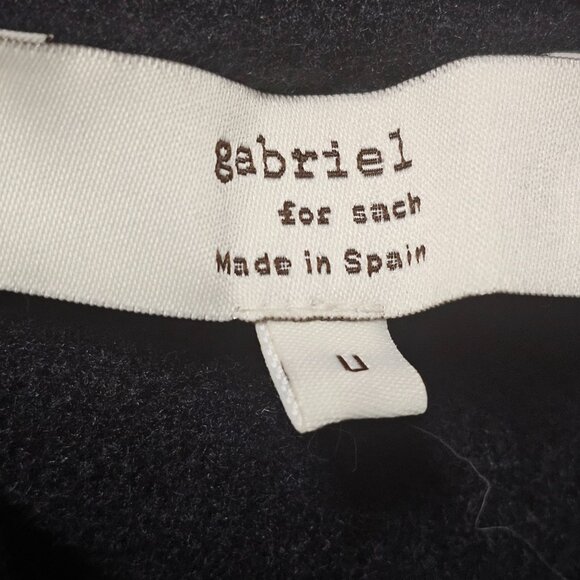 gabriel
for sach
Made in Spain
U